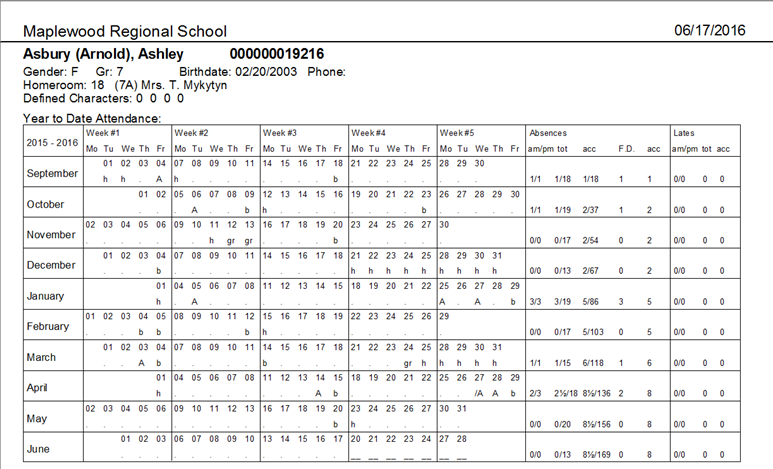 Maplewood Regional School 06/17/2016
Asbury (Arnold), Ashley 000000019216
Gender: F Gr: 7 Birthdate: 02/20/2003 Phone:
Homeroom: 18 (7A) Mrs. T. Mykytyn
Defined Characters: 0 0 0 0
Year to Date Attendance:
2015 - 2016 Week #1 Week #2 Week #3 Week #4 Week #5 Absences Lates
Mo Tu We Th Fr Mo Tu We Th Fr Mo Tu We Th Fr Mo Tu We Th Fr Mo Tu We Th Fr am/pm tot acc F.D. acc am/pm tot acc
September 01 02 03 04 07 08 09 10 11 14 15 16 17 18 21 22 23 24 25 28 29 30
h h . A h . . . . . . . . b . . . . . . . . 1/1 1/18 1/18 1 1 0/0 0 0
October 01 02 05 06 07 08 09 12 13 14 15 16 19 20 21 22 23 26 27 28 29 30
. . . A . . b h . . . . . . . . b . . . . . 1/1 1/19 2/37 1 2 0/0 0 0
November 02 03 04 05 06 09 10 11 12 13 16 17 18 19 20 23 24 25 26 27 30
. . . . . . . h gr gr . . . . b . . . . . . 0/0 0/17 2/54 0 2 0/0 0 0
December 01 02 03 04 07 08 09 10 11 14 15 16 17 18 21 22 23 24 25 28 29 30 31
. . . b . . . . . . . . . . h h h h h h h h h 0/0 0/13 2/67 0 2 0/0 0 0
January 01 04 05 06 07 08 11 12 13 14 15 18 19 20 21 22 25 26 27 28 29
h . A . . . . . . . . . . . . . A . A . b 3/3 3/19 5/86 3 5 0/0 0 0
February 01 02 03 04 05 08 09 10 11 12 15 16 17 18 19 22 23 24 25 26 29
. . . b b . . . . b h . . . . . . . . . . 0/0 0/17 5/103 0 5 0/0 0 0
March 01 02 03 04 07 08 09 10 11 14 15 16 17 18 21 22 23 24 25 28 29 30 31
. . A b . . . . . b . . . . . . . gr h h h h h 1/1 1/15 6/118 1 6 0/0 0 0
April 01 04 05 06 07 08 11 12 13 14 15 18 19 20 21 22 25 26 27 28 29
h . . . . . . . . A b . . . . . . . /A A b 2/3 2½/18 8½/136 2 8 0/0 0 0
May 02 03 04 05 06 09 10 11 12 13 16 17 18 19 20 23 24 25 26 27 30 31
. . . . . . . . . . . . . . b h . . . . . . 0/0 0/20 8½/156 0 8 0/0 0 0
June 01 02 03 06 07 08 09 10 13 14 15 16 17 20 21 22 23 24 27 28
. . . . . . . . . . . . . __ __ __ __ __ __ __ 0/0 0/13 8½/169 0 8 0/0 0 0